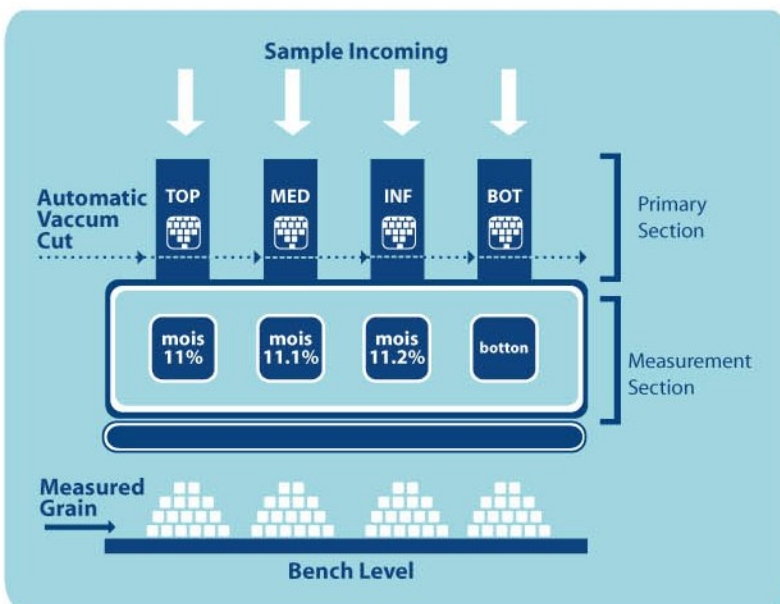 Sample Incoming
TOP
MED
INF
BOT
Automatic
Vaccum
Cut
Primary
Section
mois
11%
mois
11.1%
mois
11.2%
botton
Measurement
Section
Measured
Grain
Bench Level